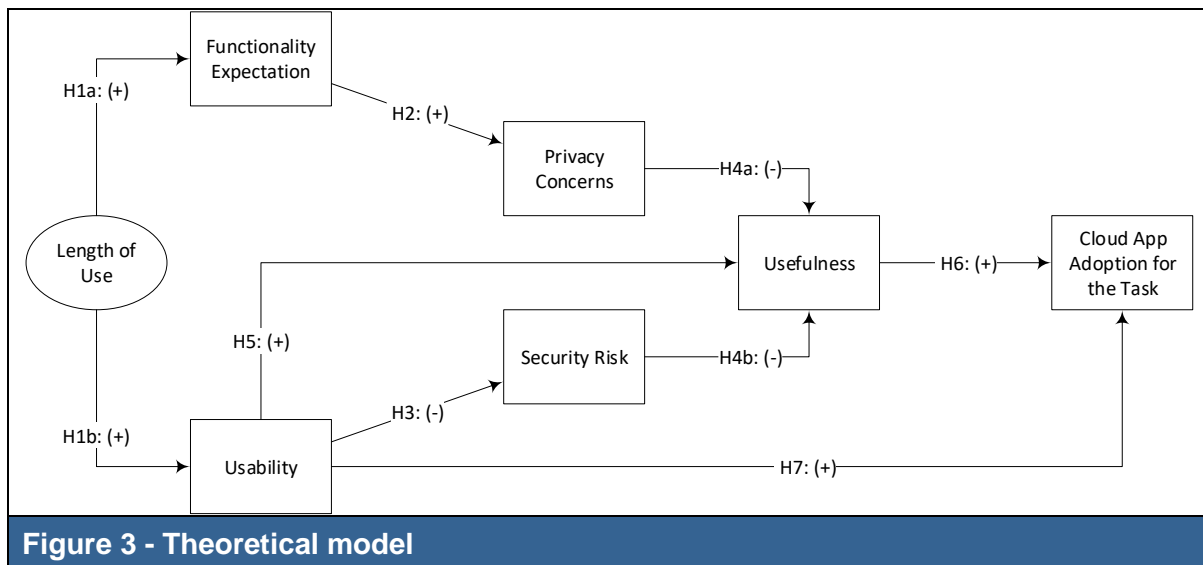 Functionality
Expectation
H1a: (+)
H2: (+)
Privacy
Concerns
H4a: (-)
Length of
Use
Usefulness
H6: (+)
Cloud App
Adoption for
the Task
H5: (+)
Security Risk
H4b: (-)
H3: (-)
H1b: (+)
Usability
H7: (+)
Figure 3 - Theoretical model